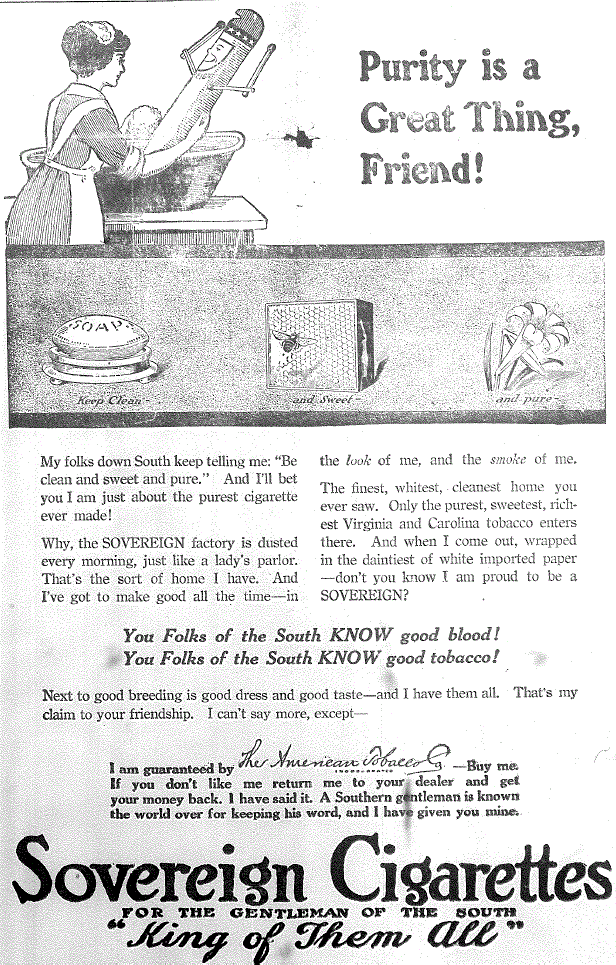 Purity is a
Great Thing,
Friend!
SOAP
Keep Clean-
and Sweet-
and pure-
My folks down South keep telling me: "Be
clean and sweet and pure." And I'll bet
you I am just about the purest cigarette
ever made!
Why, the SOVEREIGN factory is dusted
every morning, just like a lady's parlor.
That's the sort of home I have. And
I've got to make good all the time—in
the look of me, and the smoke of me.
The finest, whitest, cleanest home you
ever saw. Only the purest, sweetest, rich-
est Virginia and Carolina tobacco enters
there. And when I come out, wrapped
in the daintiest of white imported paper
—don't you know I am proud to be a
SOVEREIGN?
You Folks of the South KNOW good blood!
You Folks of the South KNOW good tobacco!
Next to good breeding is good dress and good taste—and I have them all. That's my
claim to your friendship. I can't say more, except—
I am guaranteed by The American Tobacco Co. —Buy me.
INCORPORATED
If you don't like me return me to your dealer and get
your money back. I have said it. A Southern gentleman is known
the world over for keeping his word, and I have given you mine.
Sovereign Cigarettes
FOR THE GENTLEMAN OF THE SOUTH
"King of Them All"